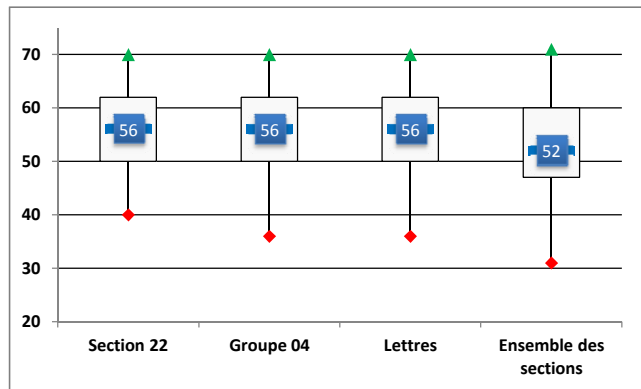 70
60
50
40
30
20
56
56
56
52
Section 22
Groupe 04
Lettres
Ensemble des
sections